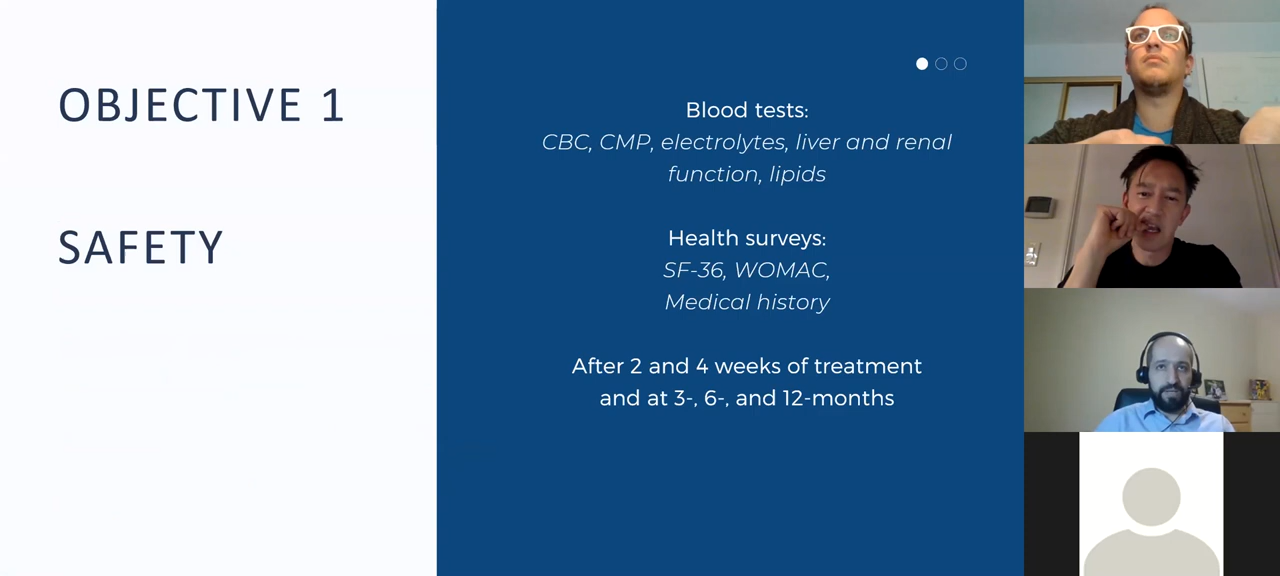 OBJECTIVE 1
SAFETY
Blood tests:
CBC, CMP, electrolytes, liver and renal
function, lipids
Health surveys:
SF-36, WOMAC,
Medical history
After 2 and 4 weeks of treatment
and at 3-, 6-, and 12-months